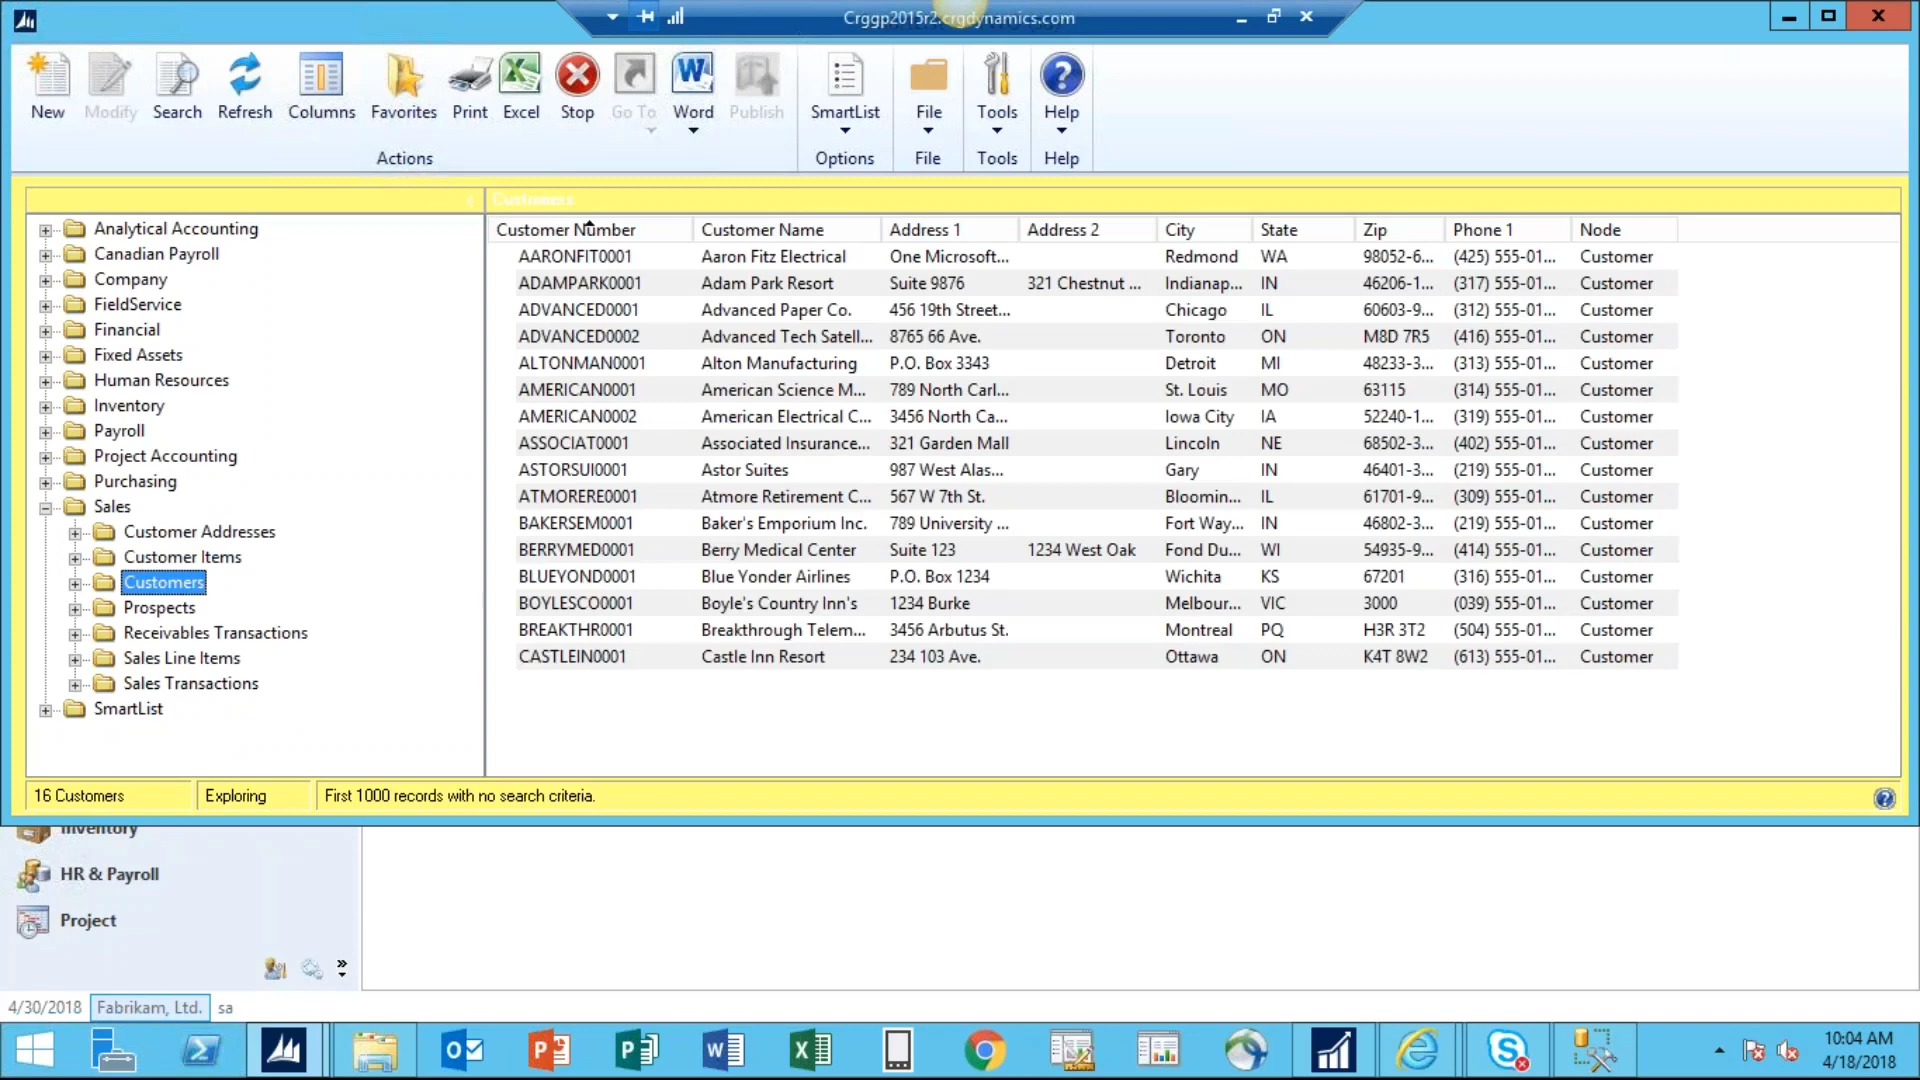 Crggp2015r2.crgdynamics.com
New Modify Search Refresh Columns Favorites Print Excel Stop Go To Word Publish SmartList File Tools Help
Actions Options File Tools Help
Customers
Analytical Accounting
Canadian Payroll
Company
FieldService
Financial
Fixed Assets
Human Resources
Inventory
Payroll
Project Accounting
Purchasing
Sales
Customer Addresses
Customer Items
Customers
Prospects
Receivables Transactions
Sales Line Items
Sales Transactions
SmartList
Customer Number Customer Name Address 1 Address 2 City State Zip Phone 1 Node
AARONFIT0001 Aaron Fitz Electrical One Microsoft... Redmond WA 98052-6... (425) 555-01... Customer
ADAMPARK0001 Adam Park Resort Suite 9876 321 Chestnut ... Indianap... IN 46206-1... (317) 555-01... Customer
ADVANCED0001 Advanced Paper Co. 456 19th Street... Chicago IL 60603-9... (312) 555-01... Customer
ADVANCED0002 Advanced Tech Satell... 8765 66 Ave. Toronto ON M8D 7R5 (416) 555-01... Customer
ALTONMAN0001 Alton Manufacturing P.O. Box 3343 Detroit MI 48233-3... (313) 555-01... Customer
AMERICAN0001 American Science M... 789 North Carl... St. Louis MO 63115 (314) 555-01... Customer
AMERICAN0002 American Electrical C... 3456 North Ca... Iowa City IA 52240-1... (319) 555-01... Customer
ASSOCIAT0001 Associated Insurance... 321 Garden Mall Lincoln NE 68502-3... (402) 555-01... Customer
ASTORSUI0001 Astor Suites 987 West Alas... Gary IN 46401-3... (219) 555-01... Customer
ATMORERE0001 Atmore Retirement C... 567 W 7th St. Bloomin... IL 61701-9... (309) 555-01... Customer
BAKERSEM0001 Baker's Emporium Inc. 789 University ... Fort Way... IN 46802-3... (219) 555-01... Customer
BERRYMED0001 Berry Medical Center Suite 123 1234 West Oak Fond Du... WI 54935-9... (414) 555-01... Customer
BLUEYOND0001 Blue Yonder Airlines P.O. Box 1234 Wichita KS 67201 (316) 555-01... Customer
BOYLESCO0001 Boyle's Country Inn's 1234 Burke Melbour... VIC 3000 (039) 555-01... Customer
BREAKTHR0001 Breakthrough Telem... 3456 Arbutus St. Montreal PQ H3R 3T2 (504) 555-01... Customer
CASTLEIN0001 Castle Inn Resort 234 103 Ave. Ottawa ON K4T 8W2 (613) 555-01... Customer
16 Customers Exploring First 1000 records with no search criteria.
Inventory
HR & Payroll
Project
4/30/2018 Fabrikam, Ltd. sa
10:04 AM
4/18/2018